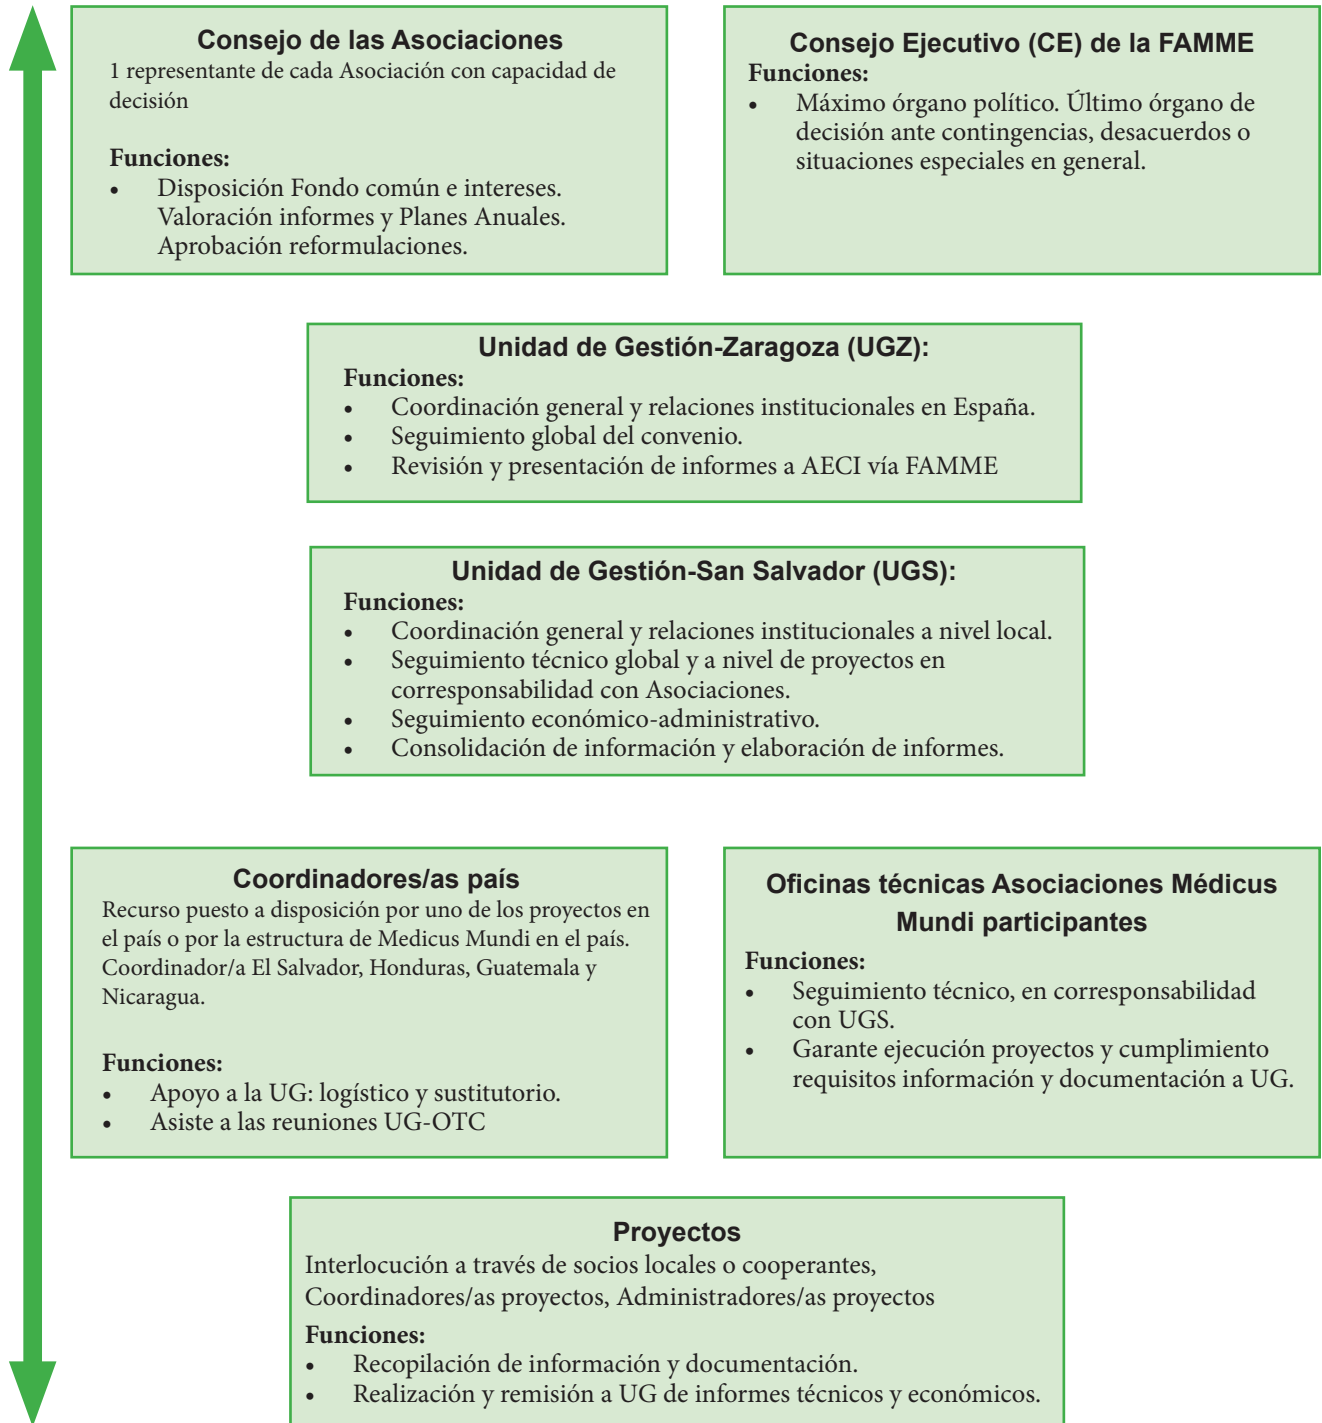 Consejo de las Asociaciones
1 representante de cada Asociación con capacidad de
decisión
Funciones:
• Disposición Fondo común e intereses.
Valoración informes y Planes Anuales.
Aprobación reformulaciones.
Consejo Ejecutivo (CE) de la FAMME
Funciones:
• Máximo órgano político. Último órgano de
decisión ante contingencias, desacuerdos o
situaciones especiales en general.
Unidad de Gestión-Zaragoza (UGZ):
Funciones:
• Coordinación general y relaciones institucionales en España.
• Seguimiento global del convenio.
• Revisión y presentación de informes a AECI vía FAMME
Unidad de Gestión-San Salvador (UGS):
Funciones:
• Coordinación general y relaciones institucionales a nivel local.
• Seguimiento técnico global y a nivel de proyectos en
corresponsabilidad con Asociaciones.
• Seguimiento económico-administrativo.
• Consolidación de información y elaboración de informes.
Coordinadores/as país
Recurso puesto a disposición por uno de los proyectos en
el país o por la estructura de Medicus Mundi en el país.
Coordinador/a El Salvador, Honduras, Guatemala y
Nicaragua.
Funciones:
• Apoyo a la UG: logístico y sustitutorio.
• Asiste a las reuniones UG-OTC
Oficinas técnicas Asociaciones Médicus
Mundi participantes
Funciones:
• Seguimiento técnico, en corresponsabilidad
con UGS.
• Garante ejecución proyectos y cumplimiento
requisitos información y documentación a UG.
Proyectos
Interlocución a través de socios locales o cooperantes,
Coordinadores/as proyectos, Administradores/as proyectos
Funciones:
• Recopilación de información y documentación.
• Realización y remisión a UG de informes técnicos y económicos.